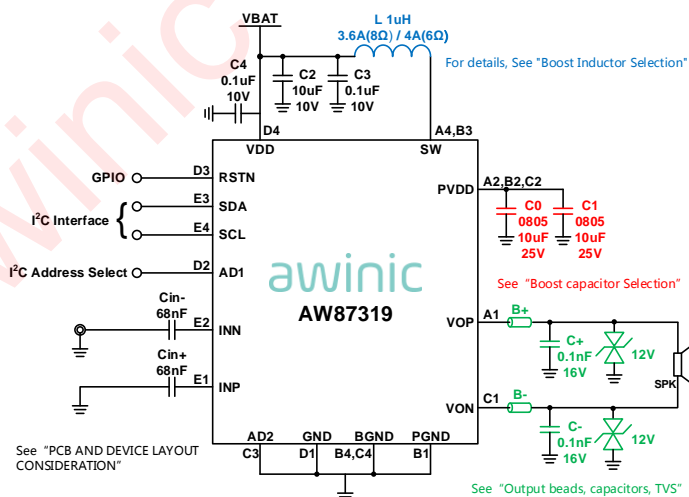 VBAT
L 1uH
3.6A(8Ω) / 4A(6Ω)
For details, See "Boost Inductor Selection"
C4
0.1uF
10V
C2
10uF
10V
C3
0.1uF
10V
D4
A4,B3
VDD
SW
GPIO
D3
RSTN
I²C Interface
E3
SDA
E4
SCL
I²C Address Select
D2
AD1
PVDD
A2,B2,C2
C0
0805
10uF
25V
C1
0805
10uF
25V
See "Boost capacitor Selection"
awinic
AW87319
Cin-
68nF
E2
INN
Cin+
68nF
E1
INP
VOP
A1
B+
C+
0.1nF
16V
12V
SPK
VON
C1
B-
C-
0.1nF
16V
12V
See "Output beads, capacitors, TVS"
AD2
GND
BGND
PGND
C3
D1
B4,C4
B1
See "PCB AND DEVICE LAYOUT
CONSIDERATION"
winic